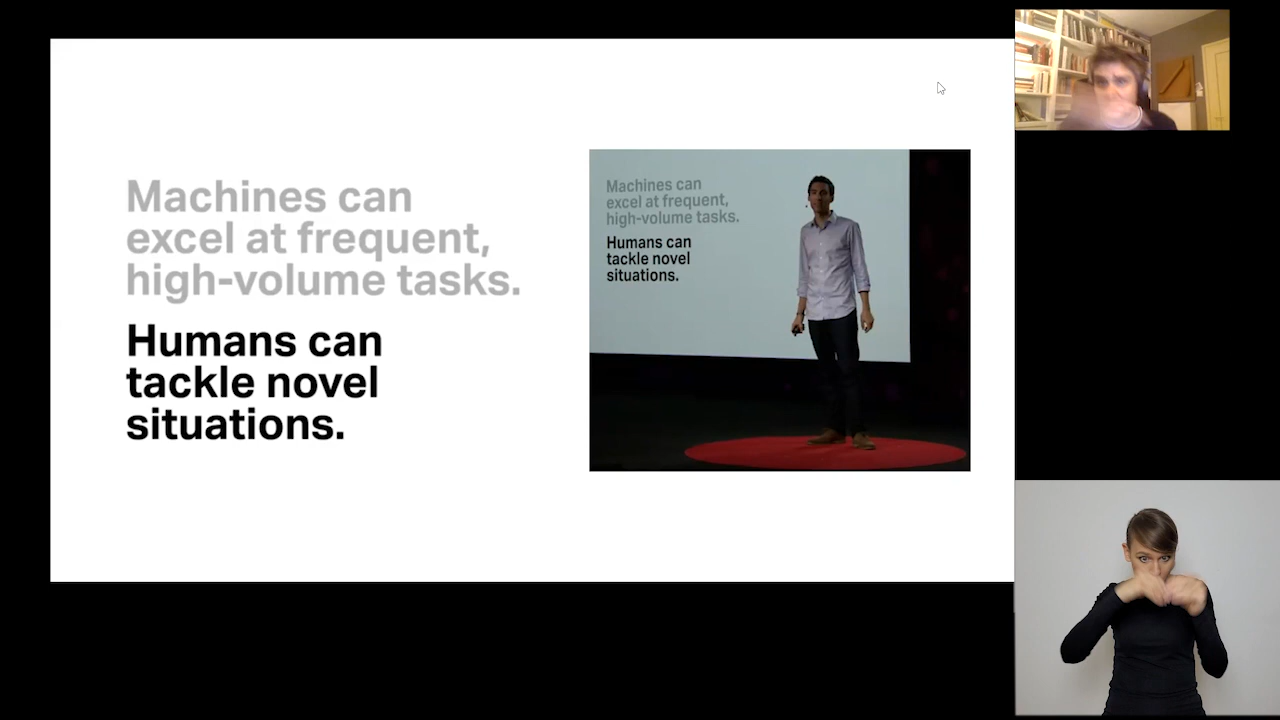 Machines can
excel at frequent,
high-volume tasks.
Humans can
tackle novel
situations.
Machines can
excel at frequent,
high-volume tasks.
Humans can
tackle novel
situations.